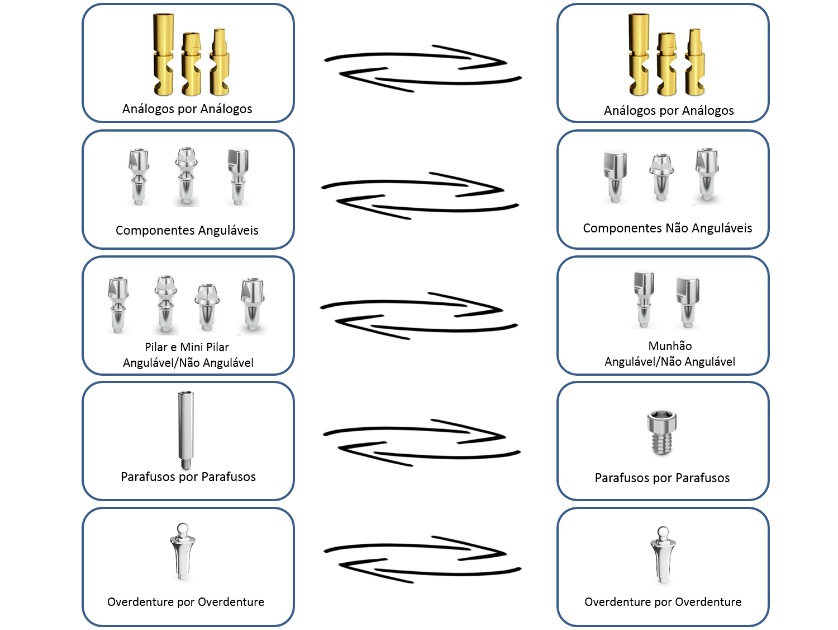 Análogos por Análogos
Análogos por Análogos
Componentes Anguláveis
Componentes Não Anguláveis
Pilar e Mini Pilar
Angulável/Não Angulável
Munhão
Angulável/Não Angulável
Parafusos por Parafusos
Parafusos por Parafusos
Overdenture por Overdenture
Overdenture por Overdenture